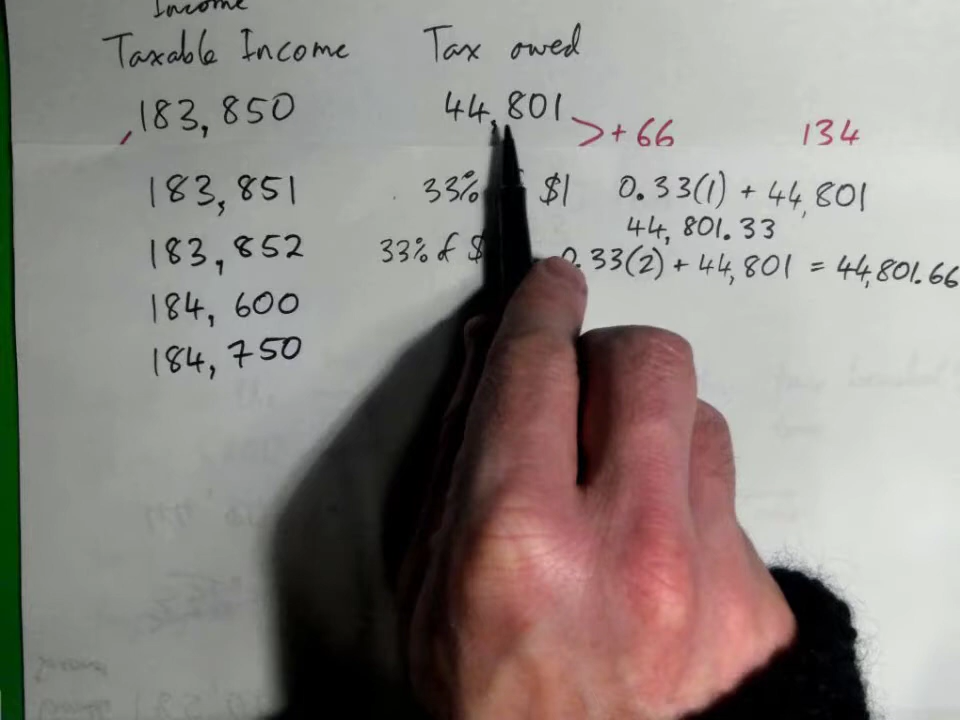 Income
Taxable Income Tax owed
183,850 44,801 > + 66 134
183,851 33% $1 0.33(1) + 44,801
44,801.33
183,852 33% of $ 0.33(2) + 44,801 = 44,801.66
184,600
184,750